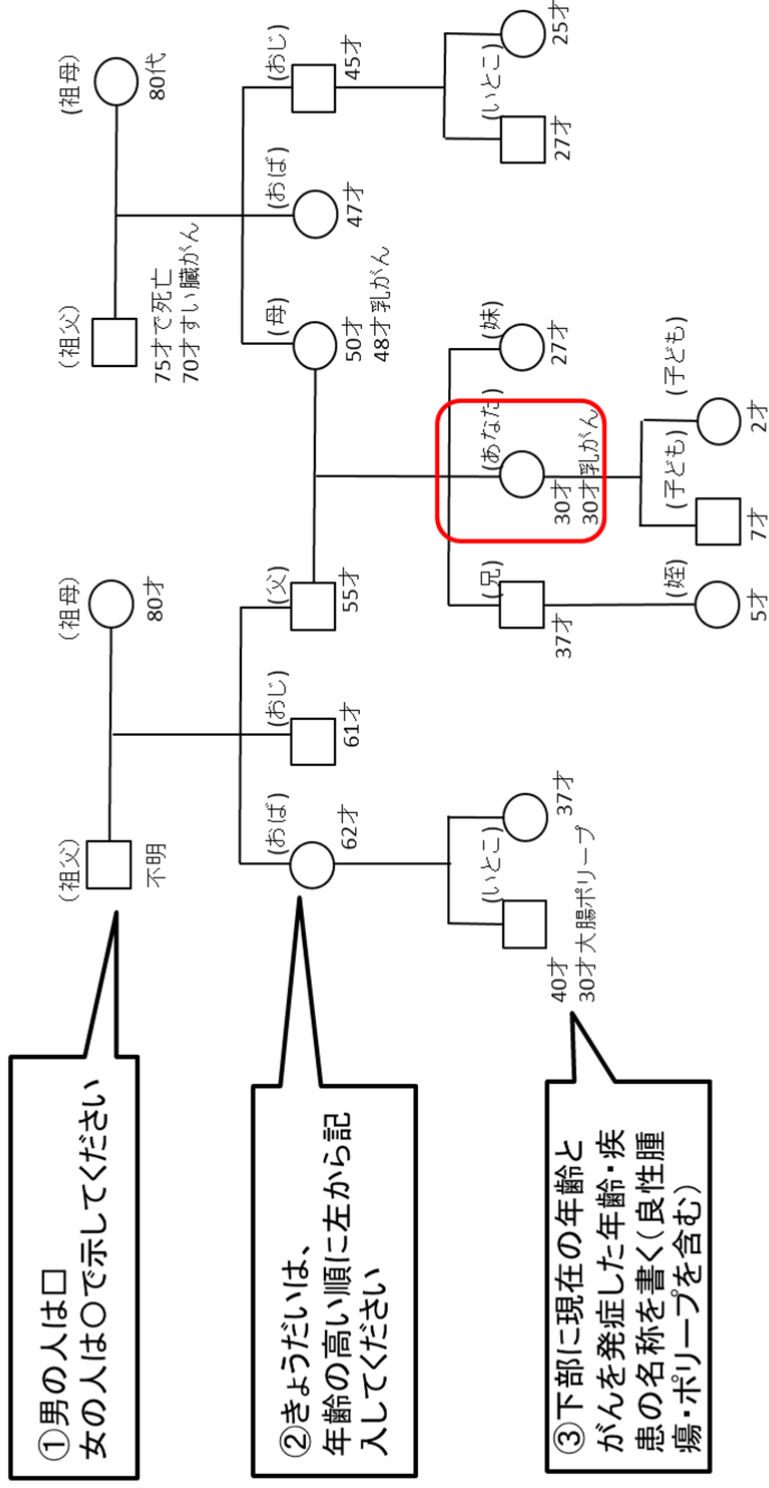 ①男の人は□
女の人は○で示してください
②きょうだいは、
年齢の高い順に左から記
入してください
③下部に現在の年齢と
がんを発症した年齢・疾
患の名称を書く(良性腫
瘍・ポリープを含む)
(祖父)
不明
(祖母)
80才
(祖父)
75才で死亡
70才すい臓がん
(祖母)
80代
(おば)
62才
(おじ)
61才
(父)
55才
(母)
50才
48才乳がん
(おば)
47才
(おじ)
45才
(いとこ)
40才
30才大腸ポリープ
37才
(兄)
37才
(あなた)
30才
30才乳がん
(妹)
27才
(いとこ)
27才
25才
(姪)
5才
(子ども)
7才
(子ども)
2才